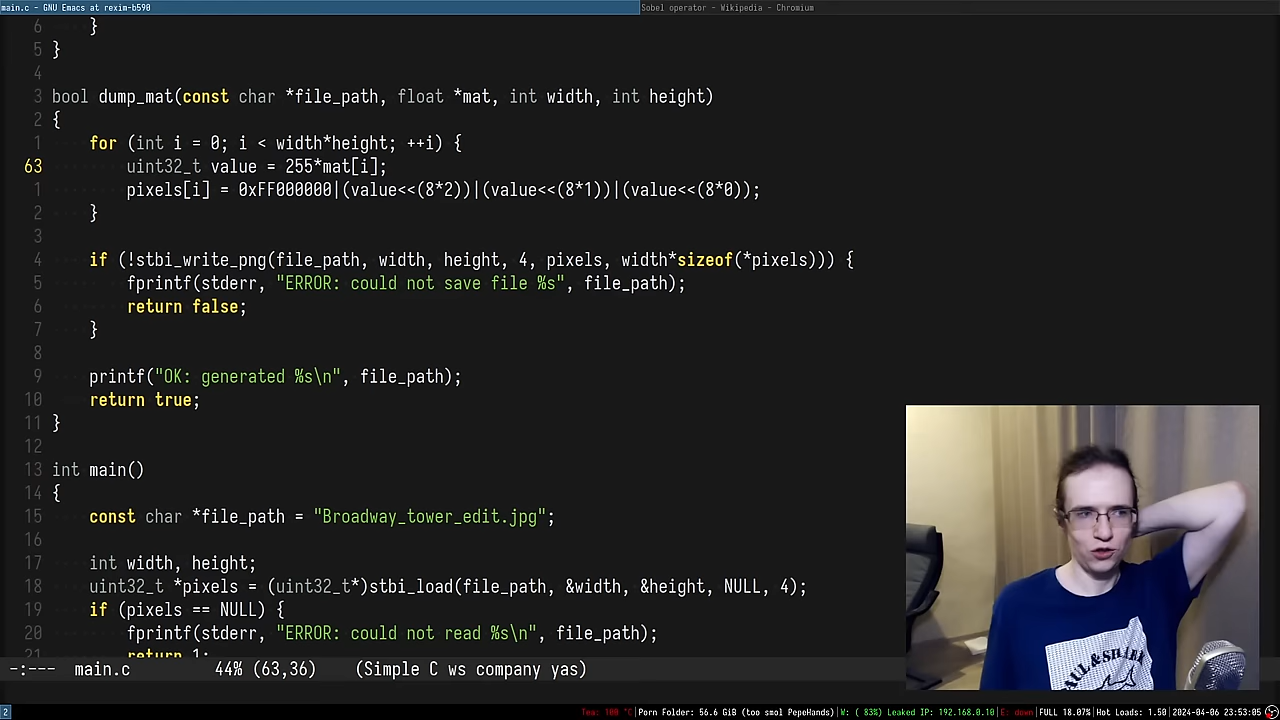 main.c - GNU Emacs at rexim-b590
Sobel operator - Wikipedia - Chromium
6 }
5 }
4
3 bool dump_mat(const char *file_path, float *mat, int width, int height)
2 {
1 for (int i = 0; i < width*height; ++i) {
63 uint32_t value = 255*mat[i];
1 pixels[i] = 0xFF000000|(value<<(8*2))|(value<<(8*1))|(value<<(8*0));
2 }
3
4 if (!stbi_write_png(file_path, width, height, 4, pixels, width*sizeof(*pixels))) {
5 fprintf(stderr, "ERROR: could not save file %s", file_path);
6 return false;
7 }
8
9 printf("OK: generated %s\n", file_path);
10 return true;
11 }
12
13 int main()
14 {
15 const char *file_path = "Broadway_tower_edit.jpg";
16
17 int width, height;
18 uint32_t *pixels = (uint32_t*)stbi_load(file_path, &width, &height, NULL, 4);
19 if (pixels == NULL) {
20 fprintf(stderr, "ERROR: could not read %s\n", file_path);
21 return 1;
-:--- main.c 44% (63,36) (Simple C ws company yas)
2
Tea: 100 °C|Porn Folder: 56.6 GiB (too smol PepeHands)|W: ( 83%) Leaked IP: 192.168.0.10|E: down|FULL 18.07%|Hot Loads: 1.50|2024-04-06 23:53:05